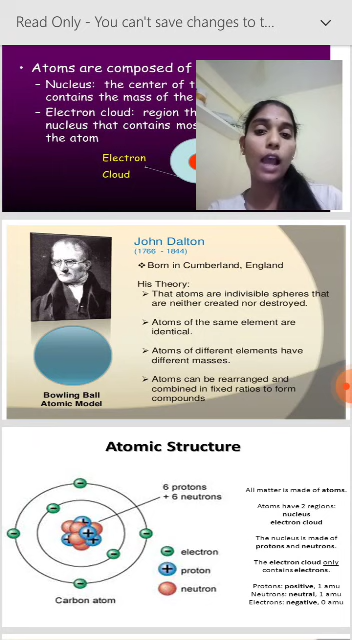 Read Only - You can't save changes to t...
• Atoms are composed of
– Nucleus: the center of t
contains the mass of the
– Electron cloud: region th
nucleus that contains mos
the atom
Electron
Cloud
John Dalton
(1766 - 1844)
❖ Born in Cumberland, England
His Theory:
➢ That atoms are indivisible spheres that
are neither created nor destroyed.
➢ Atoms of the same element are
identical.
➢ Atoms of different elements have
different masses.
➢ Atoms can be rearranged and
combined in fixed ratios to form
compounds
Bowling Ball
Atomic Model
Atomic Structure
6 protons
+ 6 neutrons
electron
proton
neutron
Carbon atom
All matter is made of atoms.
Atoms have 2 regions:
nucleus
electron cloud
The nucleus is made of
protons and neutrons.
The electron cloud only
contains electrons.
Protons: positive, 1 amu
Neutrons: neutral, 1 amu
Electrons: negative, 0 amu